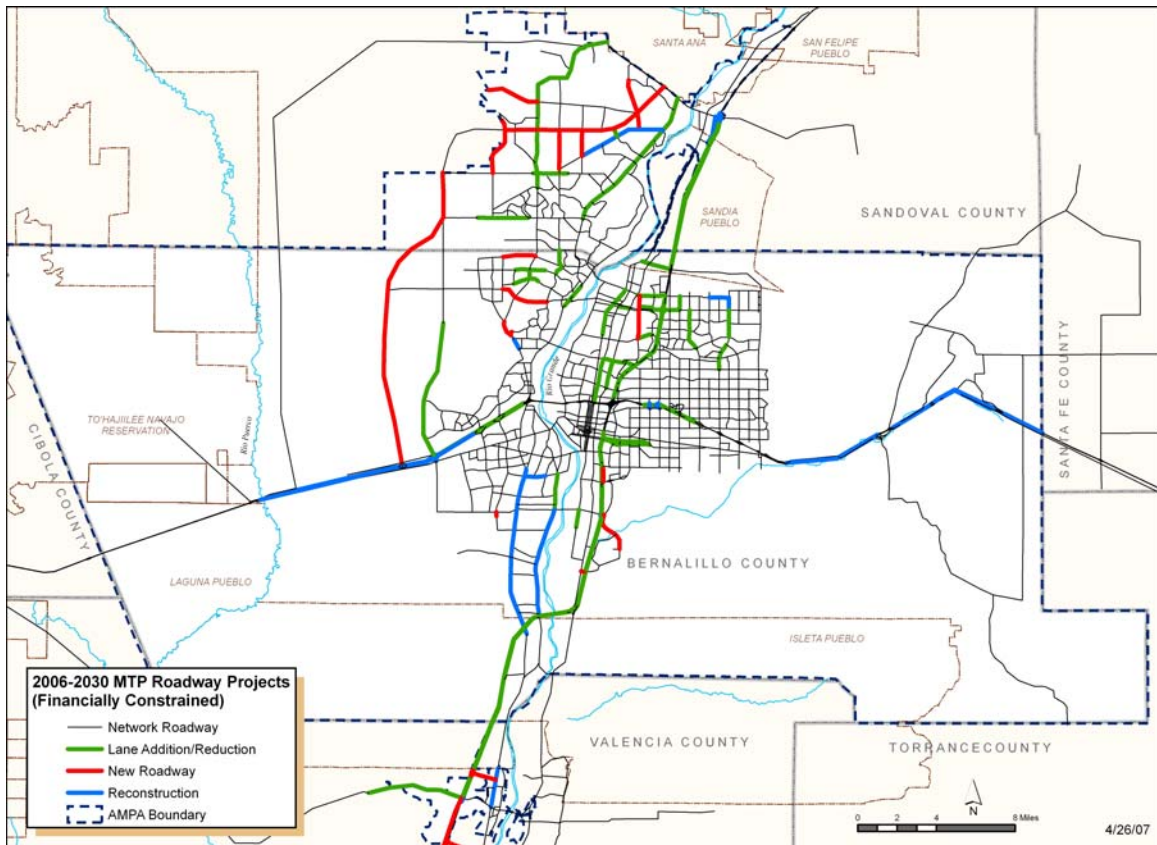 SANTA ANA
SAN FELIPE
PUEBLO
SANDIA
PUEBLO
SANDOVAL COUNTY
SANTA FE COUNTY
Rio Grande
TO'HAJIILEE NAVAJO
RESERVATION
Rio Puerco
CIBOLA COUNTY
BERNALILLO COUNTY
LAGUNA PUEBLO
ISLETA PUEBLO
2006-2030 MTP Roadway Projects
(Financially Constrained)
Network Roadway
Lane Addition/Reduction
New Roadway
Reconstruction
AMPA Boundary
VALENCIA COUNTY
TORRANCECOUNTY
N
0 2 4 8 Miles
4/26/07